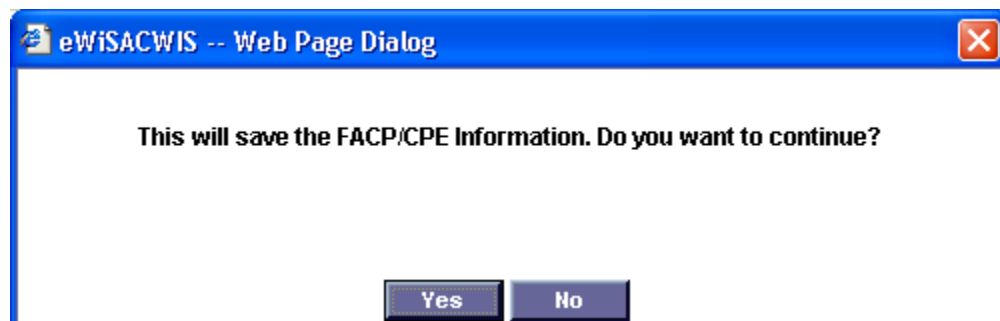 eWiSACWIS -- Web Page Dialog
This will save the FACP/CPE Information. Do you want to continue?
Yes No